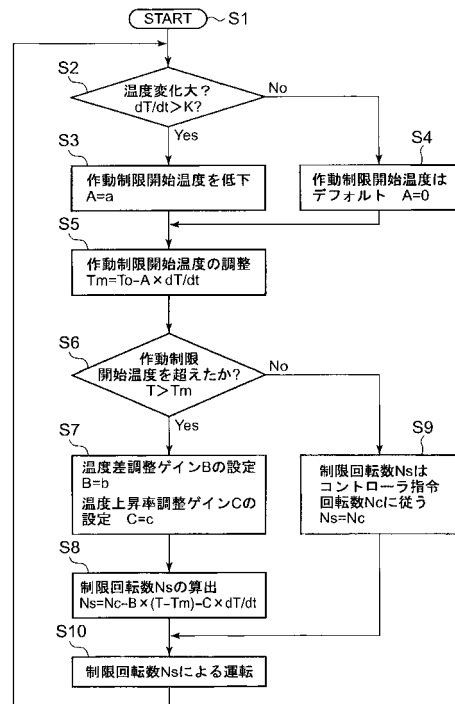 START
S1
S2
温度変化大?
dT/dt>K?
No
Yes
S3
作動制限開始温度を低下
A=a
S4
作動制限開始温度は
デフォルト A=0
S5
作動制限開始温度の調整
Tm=To-A×dT/dt
S6
作動制限
開始温度を超えたか?
T>Tm
No
Yes
S7
温度差調整ゲインBの設定
B=b
温度上昇率調整ゲインCの
設定 C=c
S9
制限回転数Nsは
コントローラ指令
回転数Ncに従う
Ns=Nc
S8
制限回転数Nsの算出
Ns=Nc-B×(T-Tm)-C×dT/dt
S10
制限回転数Nsによる運転